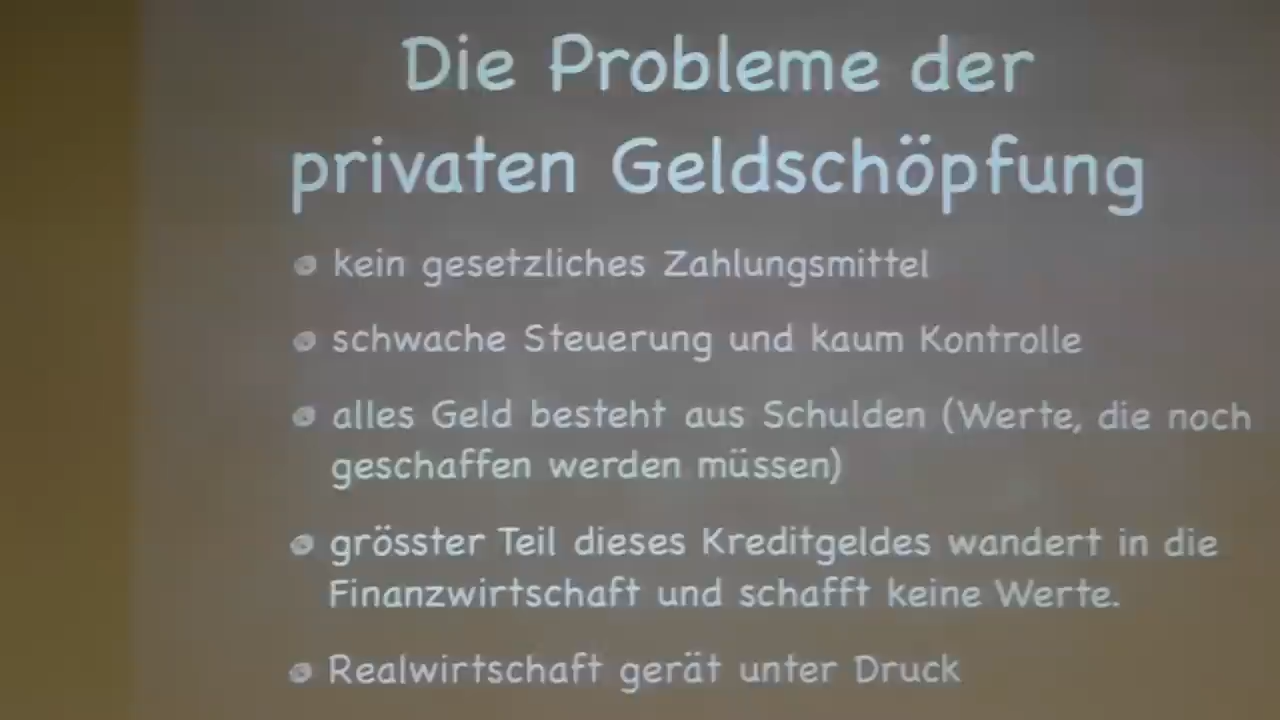 Die Probleme der
privaten Geldschöpfung
kein gesetzliches Zahlungsmittel
schwache Steuerung und kaum Kontrolle
alles Geld besteht aus Schulden (Werte, die noch
geschaffen werden müssen)
grösster Teil dieses Kreditgeldes wandert in die
Finanzwirtschaft und schafft keine Werte.
Realwirtschaft gerät unter Druck